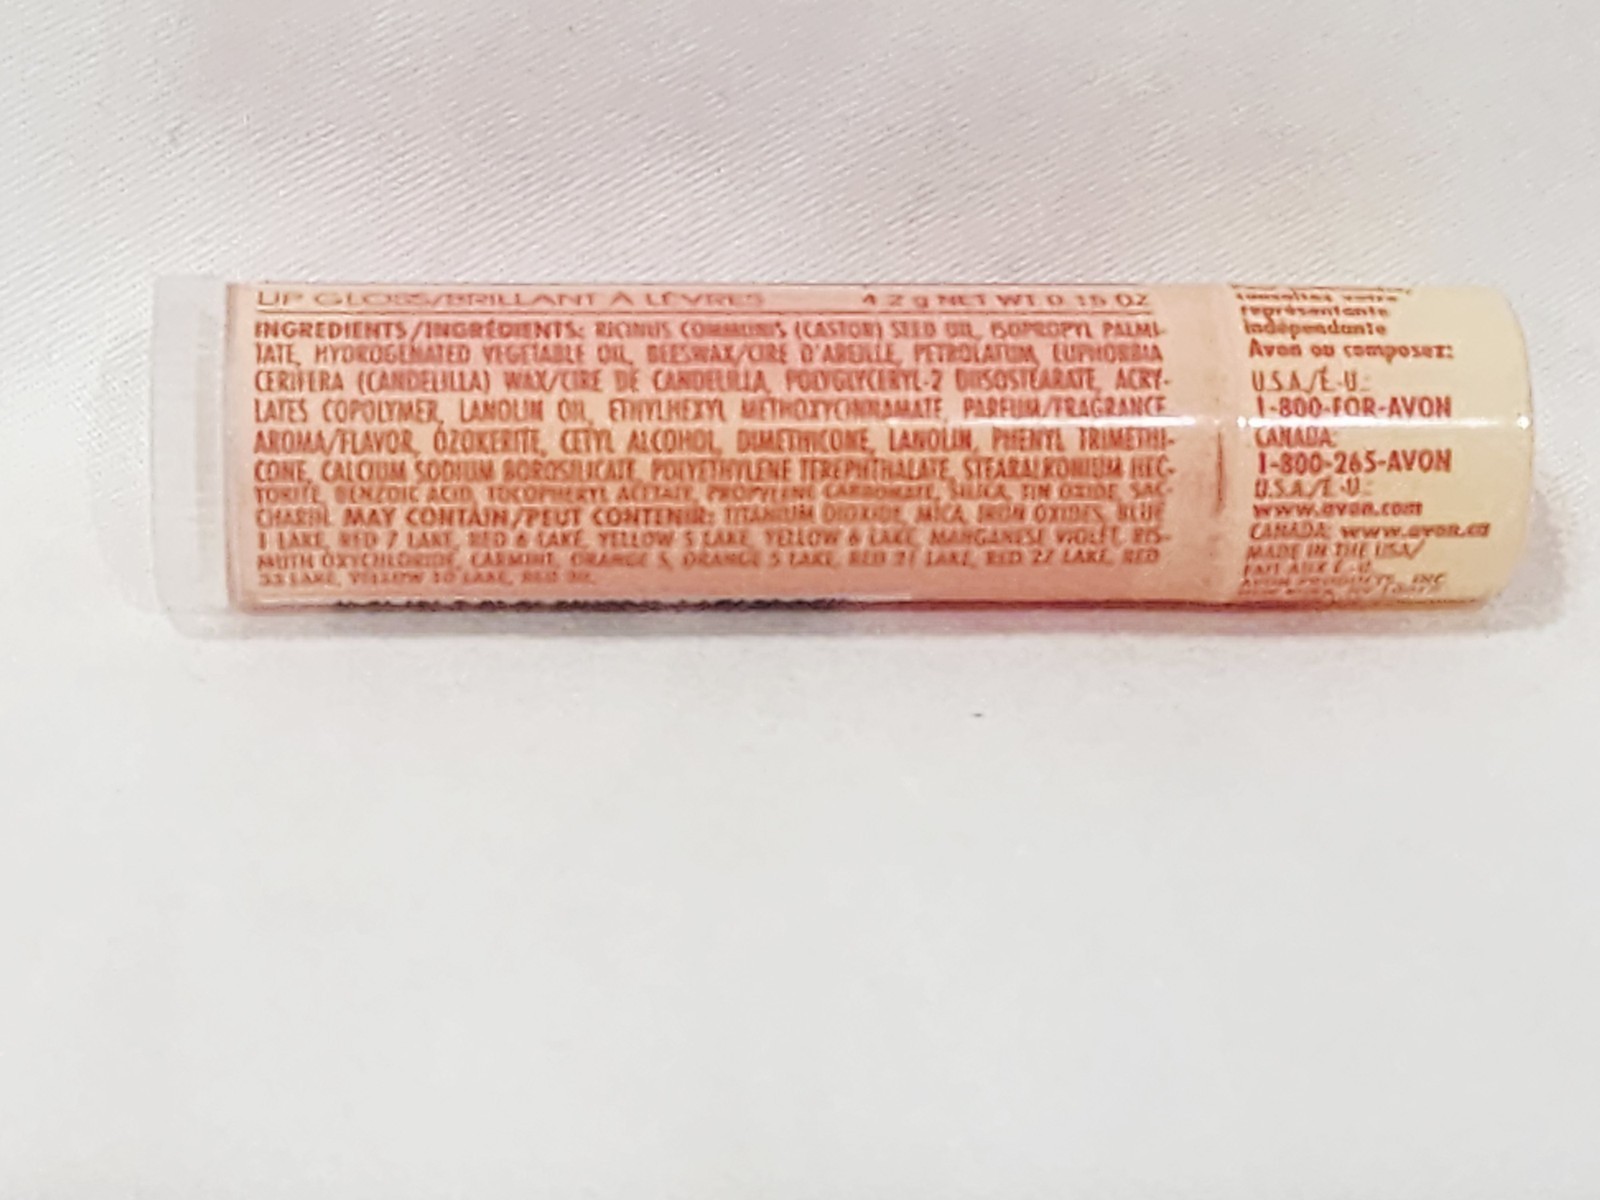 LIP GLOSS/BRILLANT À LÈVRES 4.2 g NET WT 0.15 OZ
INGREDIENTS/INGRÉDIENTS: RICINUS COMMUNIS (CASTOR) SEED OIL, ISOPROPYL PALMI-
TATE, HYDROGENATED VEGETABLE OIL, BEESWAX/CIRE D'ABEILLE, PETROLATUM, EUPHORBIA
CERIFERA (CANDELILLA) WAX/CIRE DE CANDELILLA, POLYGLYCERYL-2 DIISOSTEARATE, ACRY-
LATES COPOLYMER, LANOLIN OIL, ETHYLHEXYL METHOXYCINNAMATE, PARFUM/FRAGRANCE
AROMA/FLAVOR, OZOKERITE, CETYL ALCOHOL, DIMETHICONE, LANOLIN, PHENYL TRIMETHI-
CONE, CALCIUM SODIUM BOROSILICATE, POLYETHYLENE TEREPHTHALATE, STEARALKONIUM HEC-
TORITE, BENZOIC ACID, TOCOPHERYL ACETATE, PROPYLENE CARBONATE, SILICA, TIN OXIDE, SAC-
CHARIN. MAY CONTAIN/PEUT CONTENIR: TITANIUM DIOXIDE, MICA, IRON OXIDES, BLUE
1 LAKE, RED 7 LAKE, RED 6 LAKE, YELLOW 5 LAKE, YELLOW 6 LAKE, MANGANESE VIOLET, BIS-
MUTH OXYCHLORIDE, CARMINE, ORANGE 5, ORANGE 5 LAKE, RED 21 LAKE, RED 27 LAKE, RED
33 LAKE, YELLOW 10 LAKE, RED 30.
consultez votre
représentante
indépendante
Avon ou composez:
U.S.A./É.-U.:
1-800-FOR-AVON
CANADA:
1-800-265-AVON
U.S.A./É.-U.:
www.avon.com
CANADA: www.avon.ca
MADE IN THE USA/
FAIT AUX É.-U.
AVON PRODUCTS, INC.